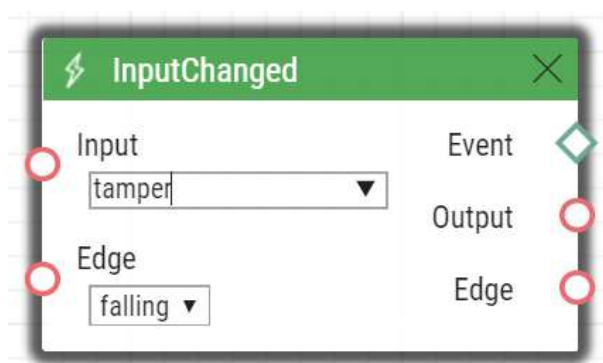 InputChanged
Input
tamper
Edge
falling
Event
Output
Edge